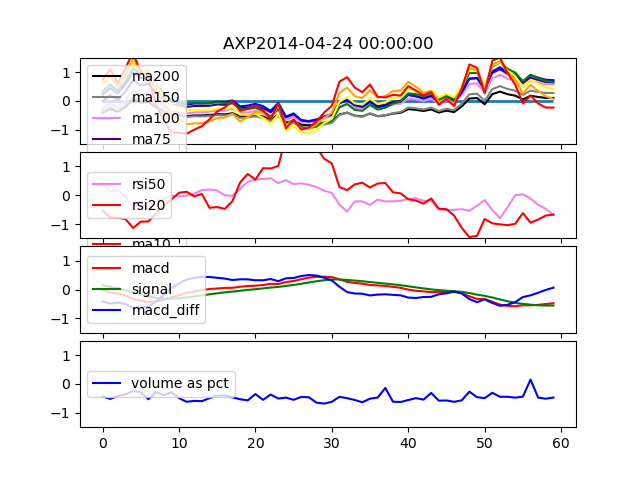 AXP2014-04-24 00:00:00
1
0
−1
ma200
ma150
ma100
ma75
1
0
−1
rsi50
rsi20
ma10
1
0
−1
macd
signal
macd_diff
1
0
−1
volume as pct
0 10 20 30 40 50 60